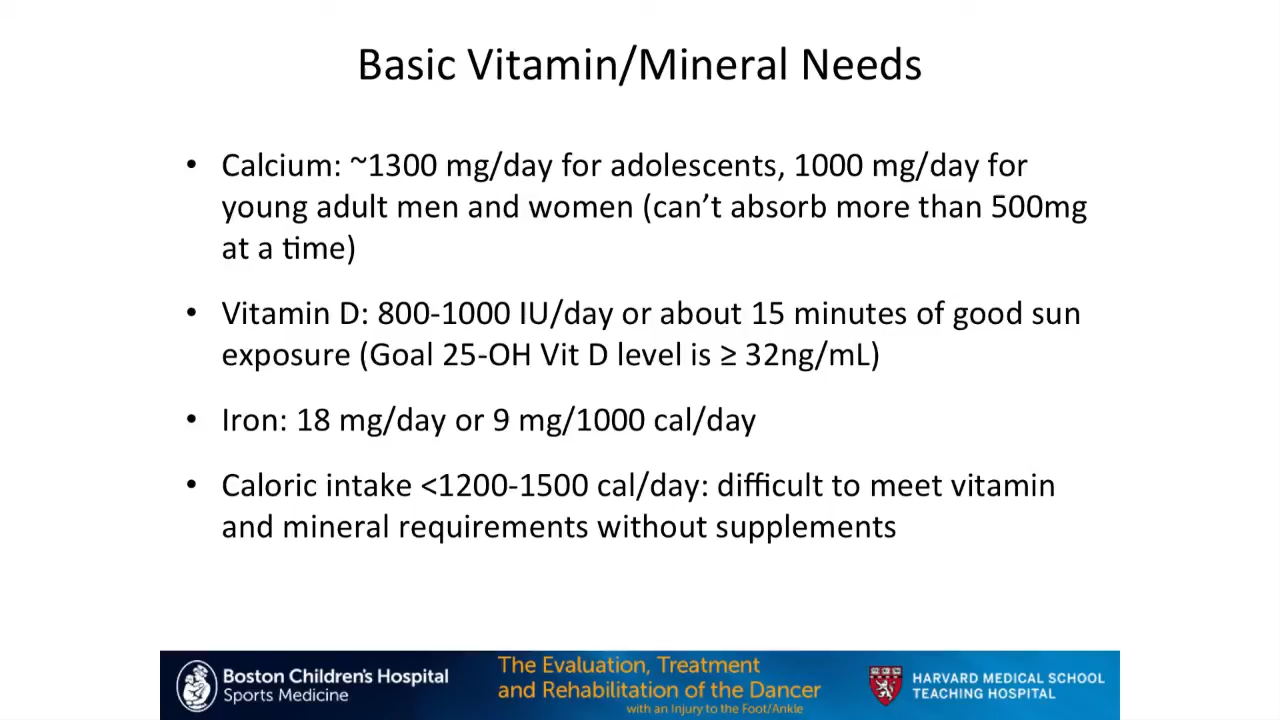 Basic Vitamin/Mineral Needs
• Calcium: ~1300 mg/day for adolescents, 1000 mg/day for
young adult men and women (can’t absorb more than 500mg
at a time)
• Vitamin D: 800-1000 IU/day or about 15 minutes of good sun
exposure (Goal 25-OH Vit D level is ≥ 32ng/mL)
• Iron: 18 mg/day or 9 mg/1000 cal/day
• Caloric intake <1200-1500 cal/day: difficult to meet vitamin
and mineral requirements without supplements
Boston Children's Hospital
Sports Medicine
The Evaluation, Treatment
and Rehabilitation of the Dancer
with an Injury to the Foot/Ankle
HARVARD MEDICAL SCHOOL
TEACHING HOSPITAL